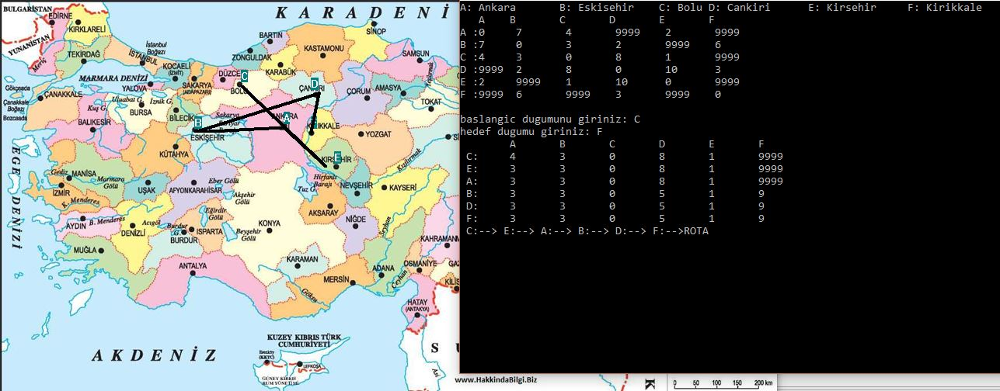 BULGARİSTAN
YUNANİSTAN
EDİRNE
KIRKLARELİ
TEKİRDAĞ
Meriç
İstanbul
Boğazı
İSTANBUL
KOCAELİ
(İZMİT)
MARMARA DENİZİ
YALOVA
SAKARYA
(ADAPAZARI)
DÜZCE
BOLU
ZONGULDAK
BARTIN
KARABÜK
KASTAMONU
SİNOP
SAMSUN
KARADENİ
Gökçeada
Çanakkale
Boğazı
Bozcaada
ÇANAKKALE
Kuş G.
Uluabat G.
İznik G.
BURSA
BİLECİK
BALIKESİR
ESKİŞEHİR
Sakarya
KÜTAHYA
ÇORUM
AMASYA
TOKAT
Yeşilırmak
YOZGAT
Kızılırmak
KIRŞEHİR
Hirfanlı
Barajı
Tuz G.
NEVŞEHİR
KAYSERİ
AKSARAY
NİĞDE
EGE DENİZİ
MANİSA
Gediz
Marmara
Gölü
İZMİR
K. Menderes
UŞAK
AFYONKARAHİSAR
Eber Gölü
Akşehir
Gölü
AYDIN
B. Menderes
DENİZLİ
Acıgöl
Burdur
G.
BURDUR
ISPARTA
Eğirdir
Gölü
Beyşehir
Gölü
KONYA
MUĞLA
ANTALYA
KARAMAN
MERSİN
Göksu
ADANA
Seyhan
Ceyhan
OSMANİYE
KAHRAMAN
GAZ
KİLİS
HATAY
(ANTAKYA)
Asi
AKDENİZ
KUZEY KIBRIS TÜRK
CUMHURİYETİ
LEFKOŞA
GÜNEY KIBRIS
RUM YÖNETİMİ
www.HakkindaBilgi.Biz
0 50 100 200 km
K
C
D
B
A
E
A: Ankara B: Eskisehir C: Bolu D: Cankiri E: Kirsehir F: Kirikkale
A B C D E F
A :0 7 4 9999 2 9999
B :7 0 3 2 9999 6
C :4 3 0 8 1 9999
D :9999 2 8 0 10 3
E :2 9999 1 10 0 9999
F :9999 6 9999 3 9999 0
baslangic dugumunu giriniz: C
hedef dugumu giriniz: F
A B C D E F
C: 4 3 0 8 1 9999
E: 3 3 0 8 1 9999
A: 3 3 0 8 1 9999
B: 3 3 0 5 1 9
D: 3 3 0 5 1 9
F: 3 3 0 5 1 9
C:--> E:--> A:--> B:--> D:--> F:-->ROTA